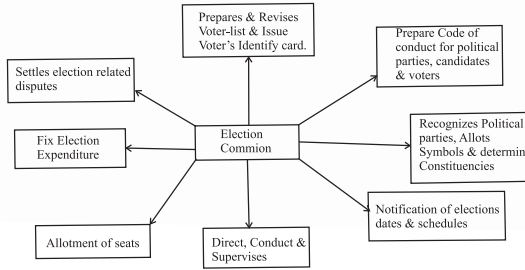 Prepares & Revises
Voter-list & Issue
Voter's Identify card.
Prepare Code of
conduct for political
parties, candidates
& voters
Settles election related
disputes
Election
Commion
Fix Election
Expenditure
Recognizes Political
parties, Allots
Symbols & determin
Constituencies
Notification of elections
dates & schedules
Allotment of seats
Direct, Conduct &
Supervises